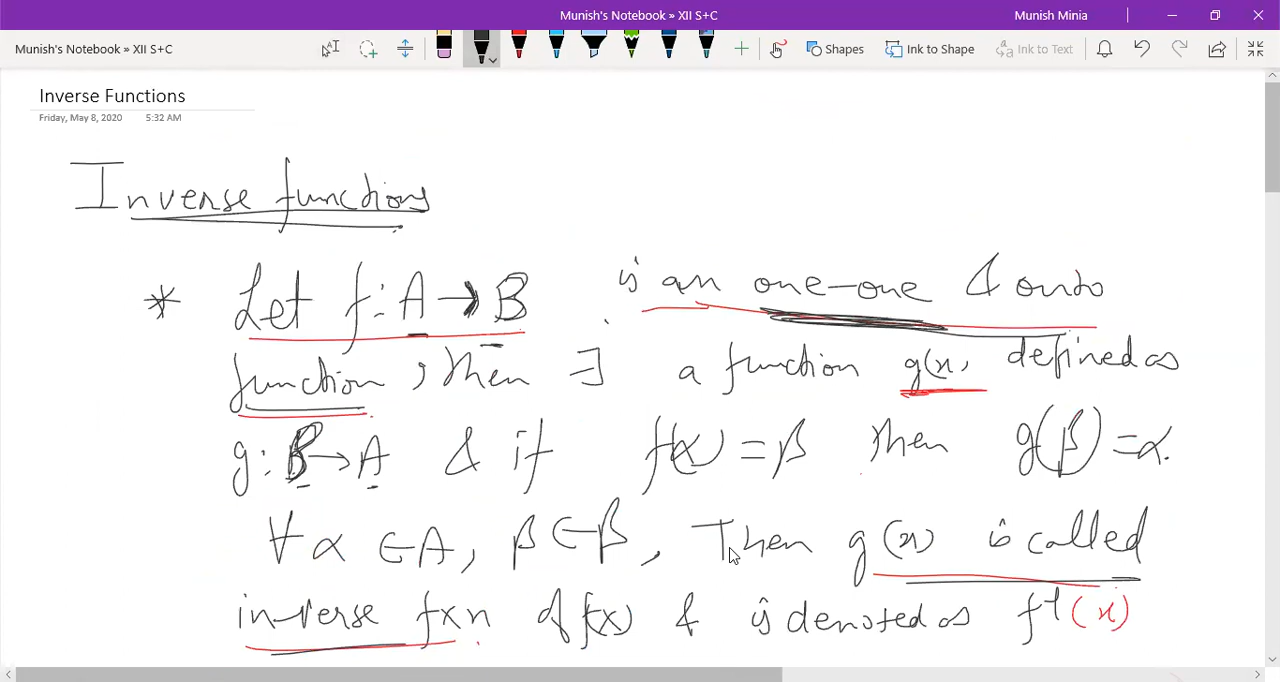 Munish's Notebook » XII S+C
Munish Minia
Munish's Notebook » XII S+C
Shapes
Ink to Shape
Ink to Text
Inverse Functions
Friday, May 8, 2020 5:32 AM
Inverse functions
* Let f: A → B is an one-one & onto
function, then ∃ a function g(x) defined as
g: B → A & if f(α) = β then g(β) = α.
∀ α ∈ A, β ∈ B, Then g(x) is called
inverse fxn of f(x) & is denoted as f⁻¹(x)